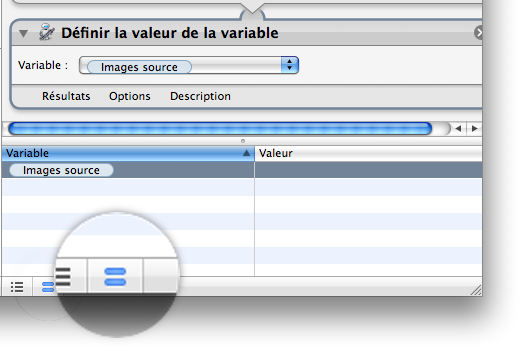 Définir la valeur de la variable
Variable : Images source
Résultats Options Description
Variable Valeur
Images source